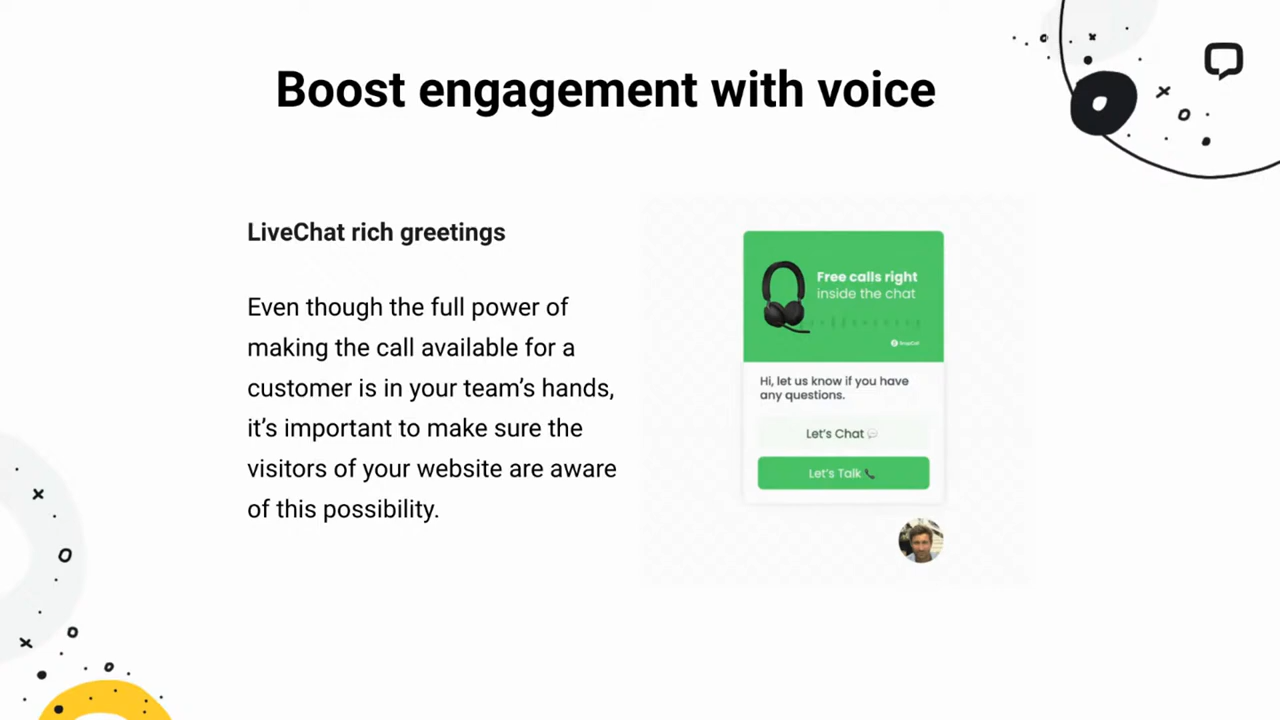 Boost engagement with voice
LiveChat rich greetings
Even though the full power of
making the call available for a
customer is in your team’s hands,
it’s important to make sure the
visitors of your website are aware
of this possibility.
Free calls right
inside the chat
SnapCall
Hi, let us know if you have
any questions.
Let’s Chat 💬
Let’s Talk 📞